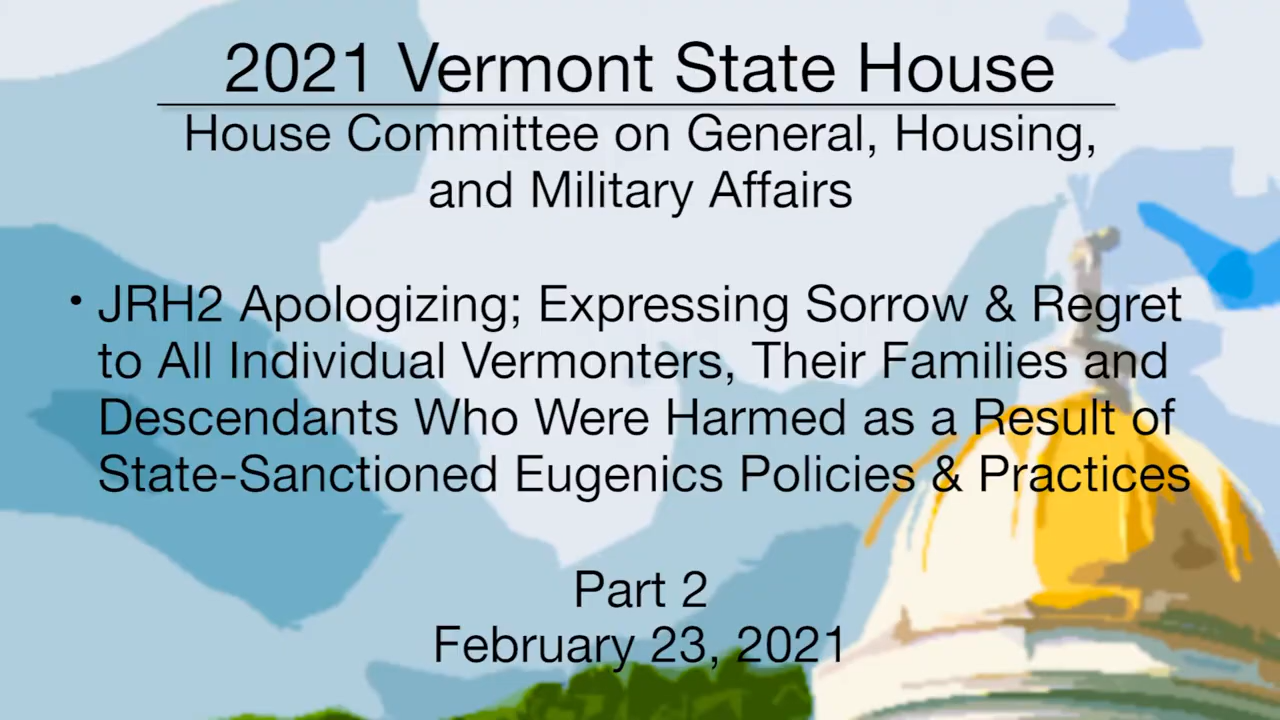 2021 Vermont State House
House Committee on General, Housing,
and Military Affairs
• JRH2 Apologizing; Expressing Sorrow & Regret
to All Individual Vermonters, Their Families and
Descendants Who Were Harmed as a Result of
State-Sanctioned Eugenics Policies & Practices
Part 2
February 23, 2021